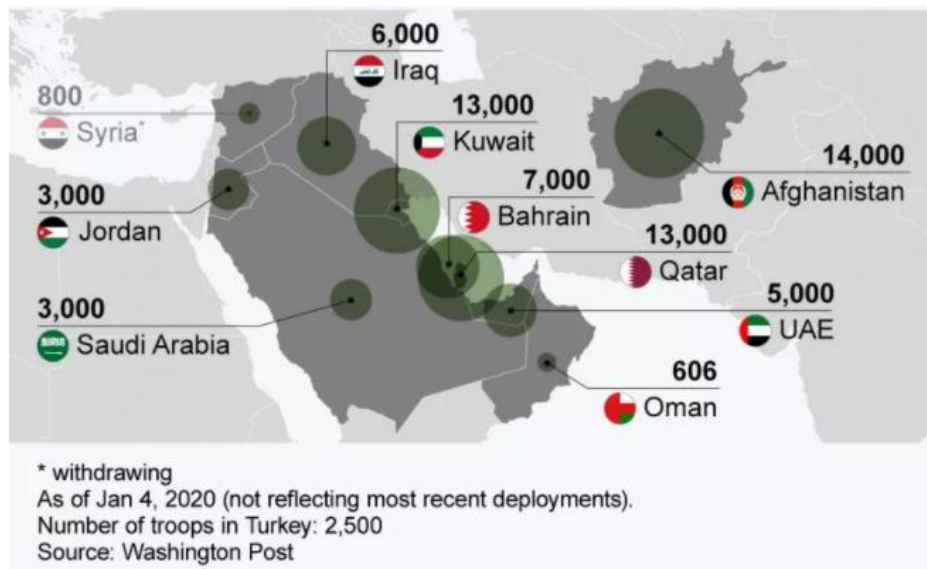 6,000
Iraq
800
Syria*
13,000
Kuwait
14,000
Afghanistan
3,000
Jordan
7,000
Bahrain
13,000
Qatar
3,000
Saudi Arabia
5,000
UAE
606
Oman
* withdrawing
As of Jan 4, 2020 (not reflecting most recent deployments).
Number of troops in Turkey: 2,500
Source: Washington Post